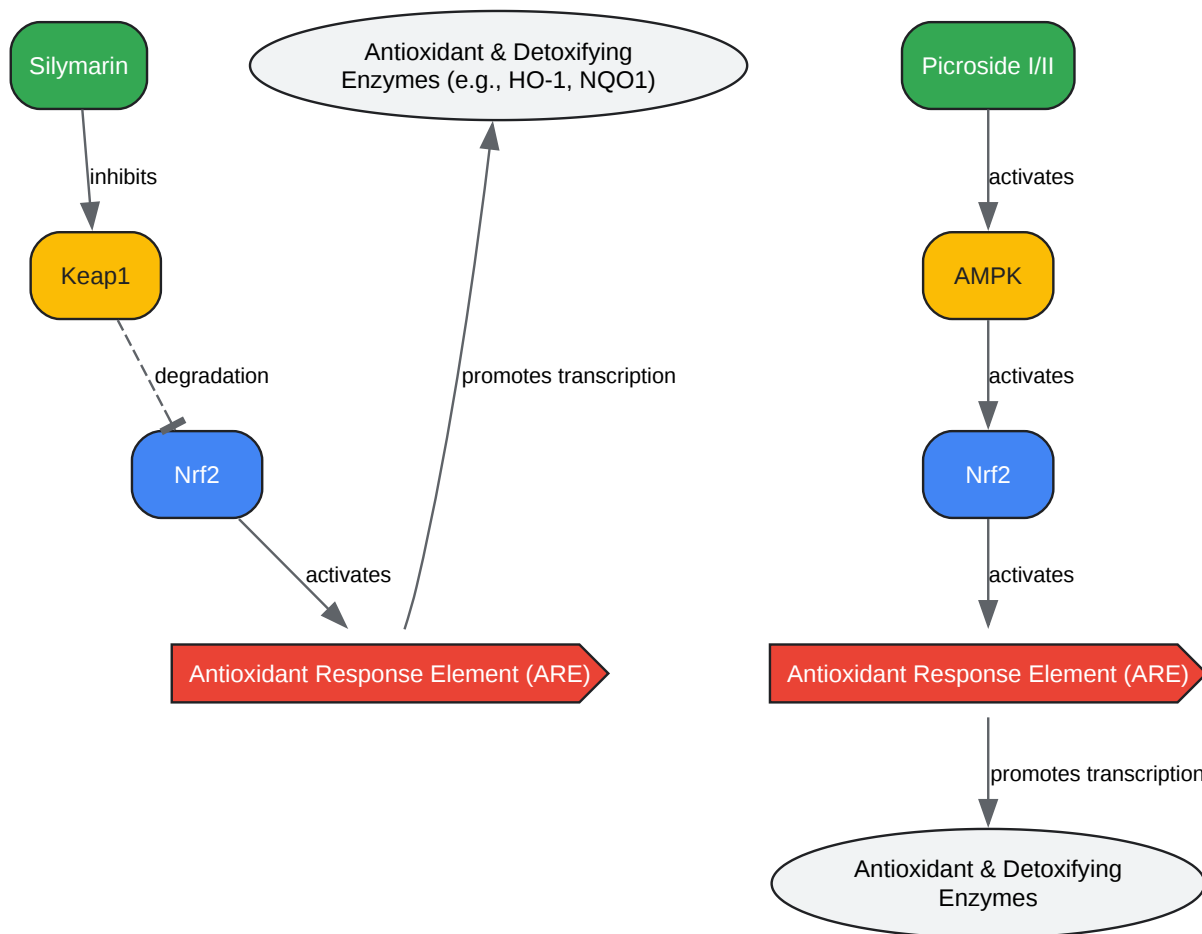 Silymarin
Antioxidant & Detoxifying
Enzymes (e.g., HO-1, NQO1)
Picroside I/II
inhibits
activates
Keap1
AMPK
degradation
promotes transcription
activates
Nrf2
Nrf2
activates
activates
Antioxidant Response Element (ARE)
Antioxidant Response Element (ARE)
promotes transcription
Antioxidant & Detoxifying
Enzymes